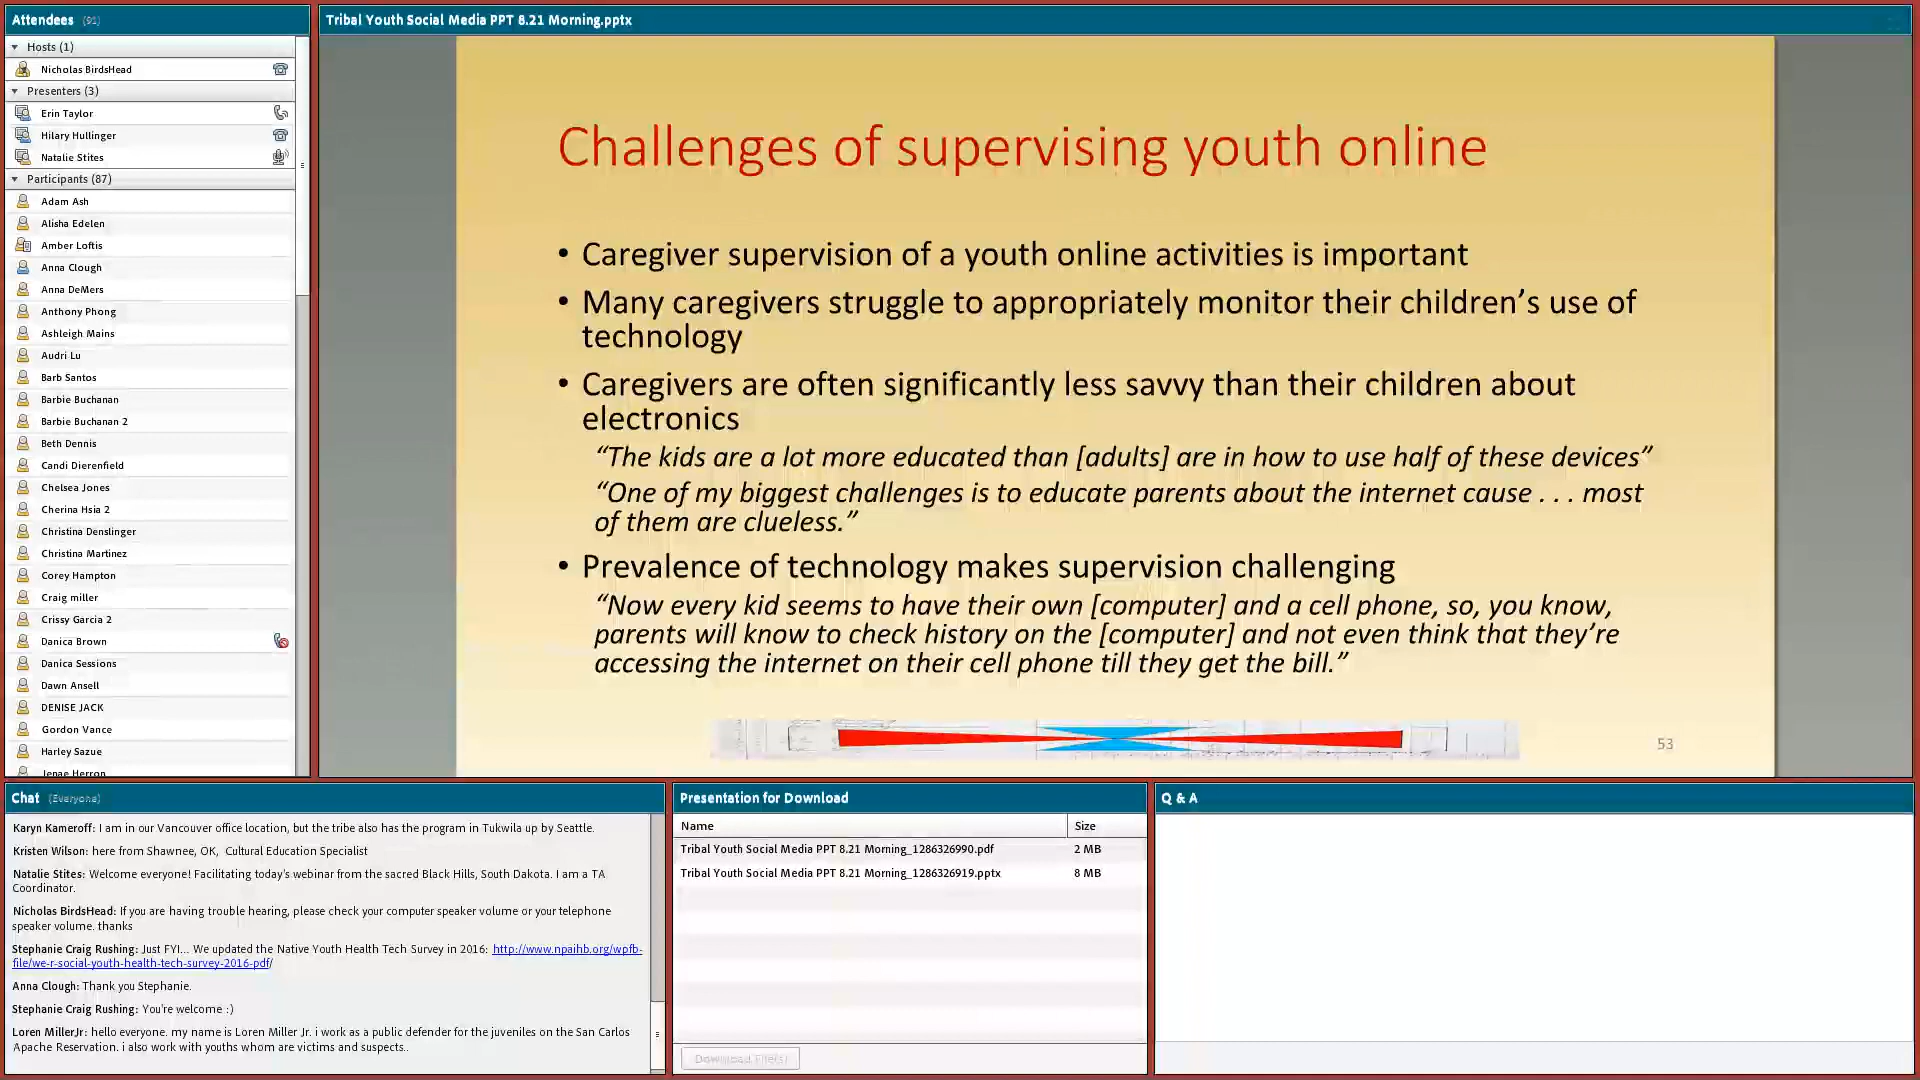 Attendees (91)
Hosts (1)
Nicholas BirdsHead
Presenters (3)
Erin Taylor
Hilary Hullinger
Natalie Stites
Participants (87)
Adam Ash
Alisha Edelen
Amber Loftis
Anna Clough
Anna DeMers
Anthony Phong
Ashleigh Mains
Audri Lu
Barb Santos
Barbie Buchanan
Barbie Buchanan 2
Beth Dennis
Candi Dierenfield
Chelsea Jones
Cherina Hsia 2
Christina Denslinger
Christina Martinez
Corey Hampton
Craig miller
Crissy Garcia 2
Danica Brown
Danica Sessions
Dawn Ansell
DENISE JACK
Gordon Vance
Harley Sazue
Jenae Herron
Tribal Youth Social Media PPT 8.21 Morning.pptx
Challenges of supervising youth online
• Caregiver supervision of a youth online activities is important
• Many caregivers struggle to appropriately monitor their children’s use of
technology
• Caregivers are often significantly less savvy than their children about
electronics
“The kids are a lot more educated than [adults] are in how to use half of these devices”
“One of my biggest challenges is to educate parents about the internet cause . . . most
of them are clueless.”
• Prevalence of technology makes supervision challenging
“Now every kid seems to have their own [computer] and a cell phone, so, you know,
parents will know to check history on the [computer] and not even think that they’re
accessing the internet on their cell phone till they get the bill.”
53
Chat (Everyone)
Karyn Kameroff: I am in our Vancouver office location, but the tribe also has the program in Tukwila up by Seattle.
Kristen Wilson: here from Shawnee, OK, Cultural Education Specialist
Natalie Stites: Welcome everyone! Facilitating today's webinar from the sacred Black Hills, South Dakota. I am a TA
Coordinator.
Nicholas BirdsHead: If you are having trouble hearing, please check your computer speaker volume or your telephone
speaker volume. thanks
Stephanie Craig Rushing: Just FYI... We updated the Native Youth Health Tech Survey in 2016: http://www.npaihb.org/wpfb-
file/we-r-social-youth-health-tech-survey-2016-pdf/
Anna Clough: Thank you Stephanie.
Stephanie Craig Rushing: You're welcome :)
Loren MillerJr: hello everyone. my name is Loren Miller Jr. i work as a public defender for the juveniles on the San Carlos
Apache Reservation. i also work with youths whom are victims and suspects..
Presentation for Download
Name Size
Tribal Youth Social Media PPT 8.21 Morning_1286326990.pdf 2 MB
Tribal Youth Social Media PPT 8.21 Morning_1286326919.pptx 8 MB
Download File(s)
Q & A